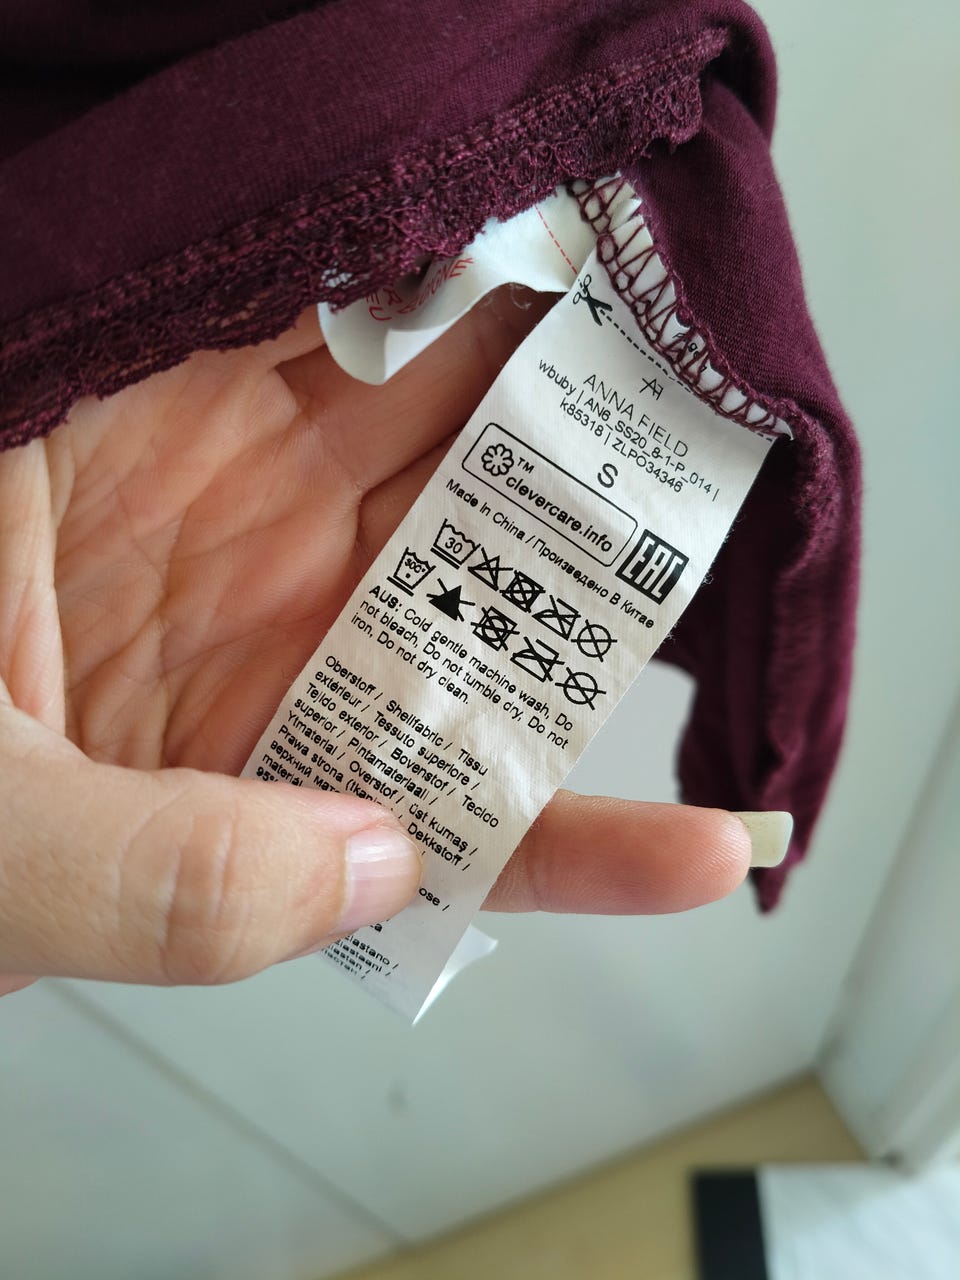 ANNA FIELD
wbuby | AN6_SS20_8-1-P_014 |
k85318 | ZLPO34346
S
™
clevercare.info
Made In China / Произведено В Китае
EAC
30
AUS: Cold gentle machine wash, Do
not bleach, Do not tumble dry, Do not
iron, Do not dry clean.
Oberstoff / Shellfabric / Tissu
extérieur / Tessuto superiore /
Tejido exterior / Bovenstof / Tecido
superior / Pintamateriaali /
Ytmaterial / Overstof / üst kumaş /
Prawa strona / Dekkstoff /
верхний
materiál